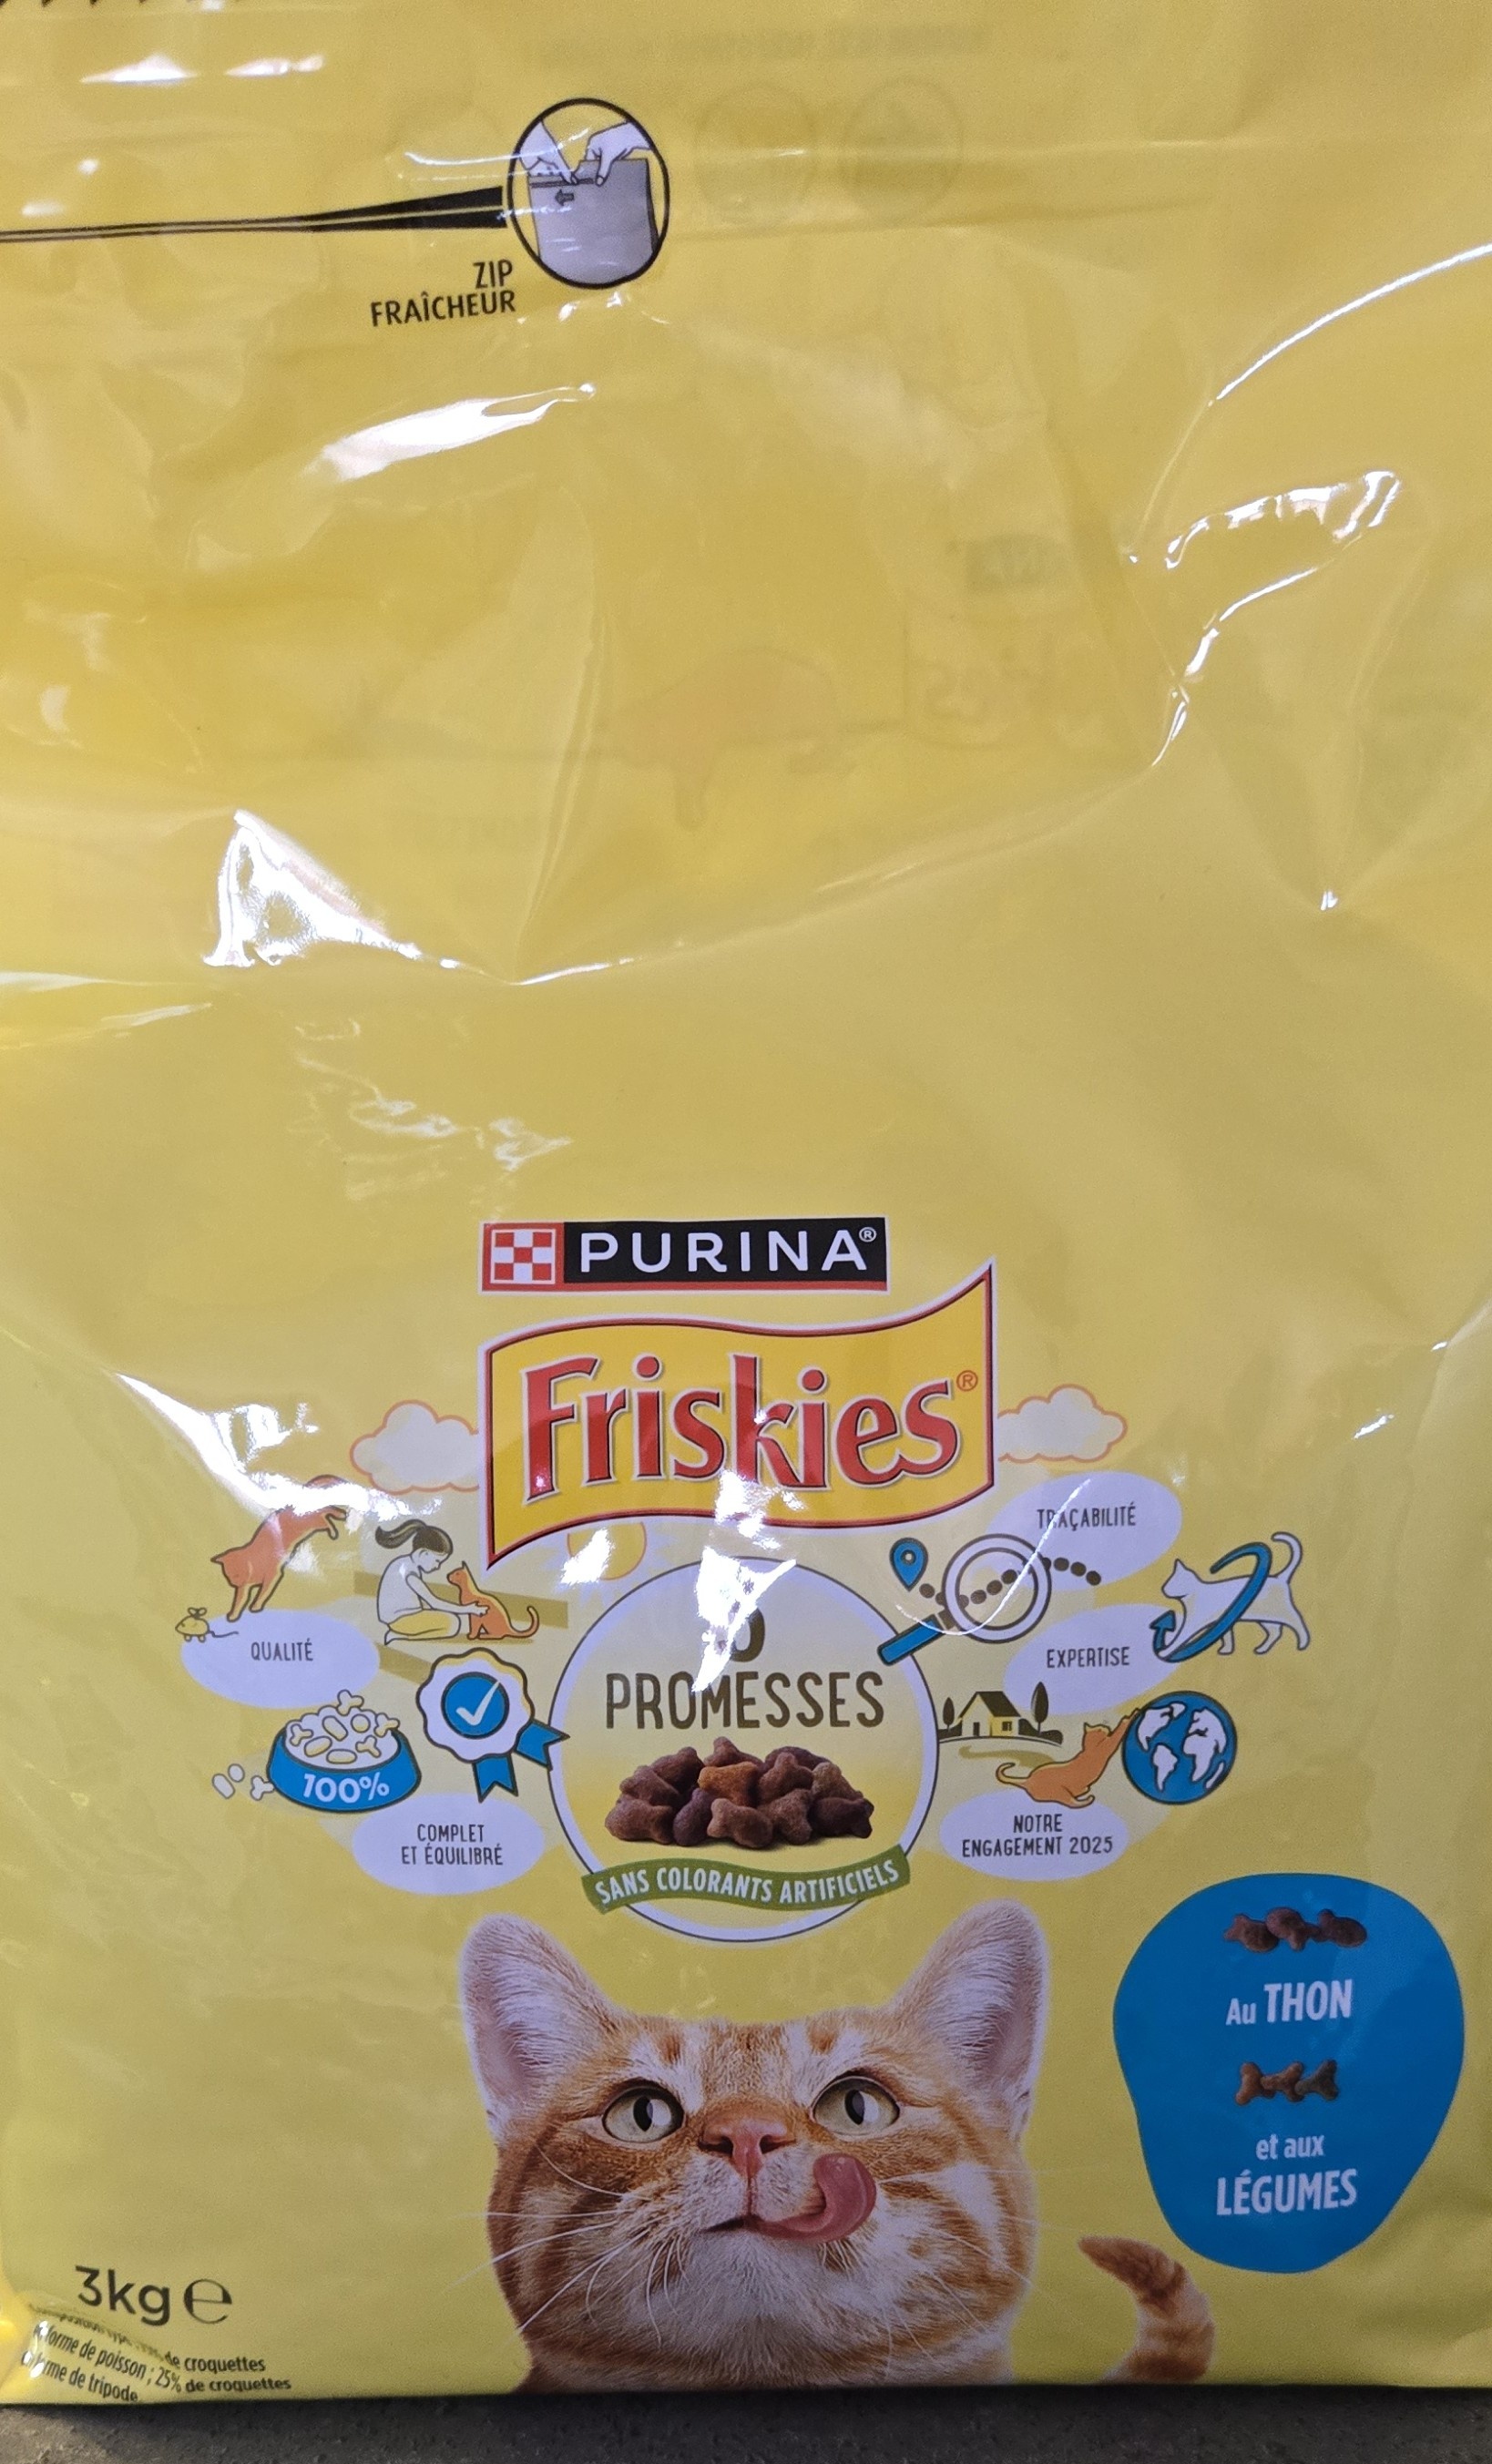 ZIP
FRAÎCHEUR
PURINA®
Friskies®
TRAÇABILITÉ
QUALITÉ
EXPERTISE
PROMESSES
100%
COMPLET
ET ÉQUILIBRÉ
NOTRE
ENGAGEMENT 2025
SANS COLORANTS ARTIFICIELS
Au THON
et aux
LÉGUMES
3kg e
de croquettes
forme de poisson ; 25% de croquettes
de tripode